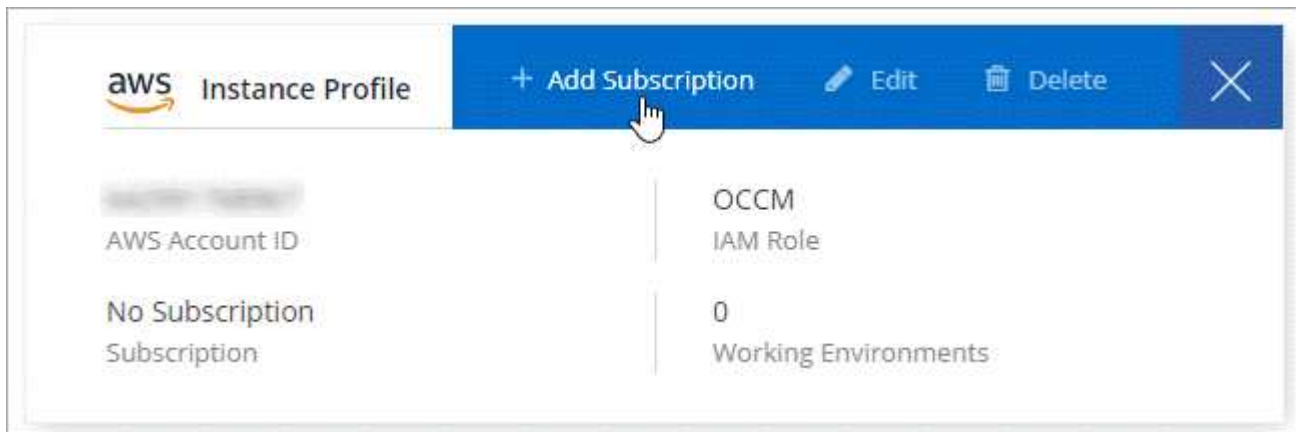 aws Instance Profile + Add Subscription Edit Delete
AWS Account ID
OCCM
IAM Role
No Subscription
Subscription
0
Working Environments